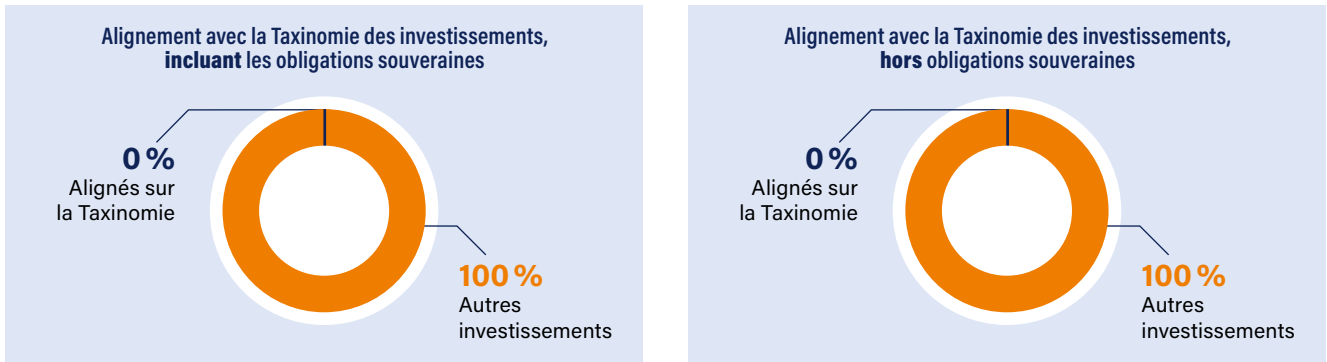 Alignement avec la Taxinomie des investissements,
incluant les obligations souveraines
0 %
Alignés sur
la Taxinomie
100 %
Autres
investissements
Alignement avec la Taxinomie des investissements,
hors obligations souveraines
0 %
Alignés sur
la Taxinomie
100 %
Autres
investissements